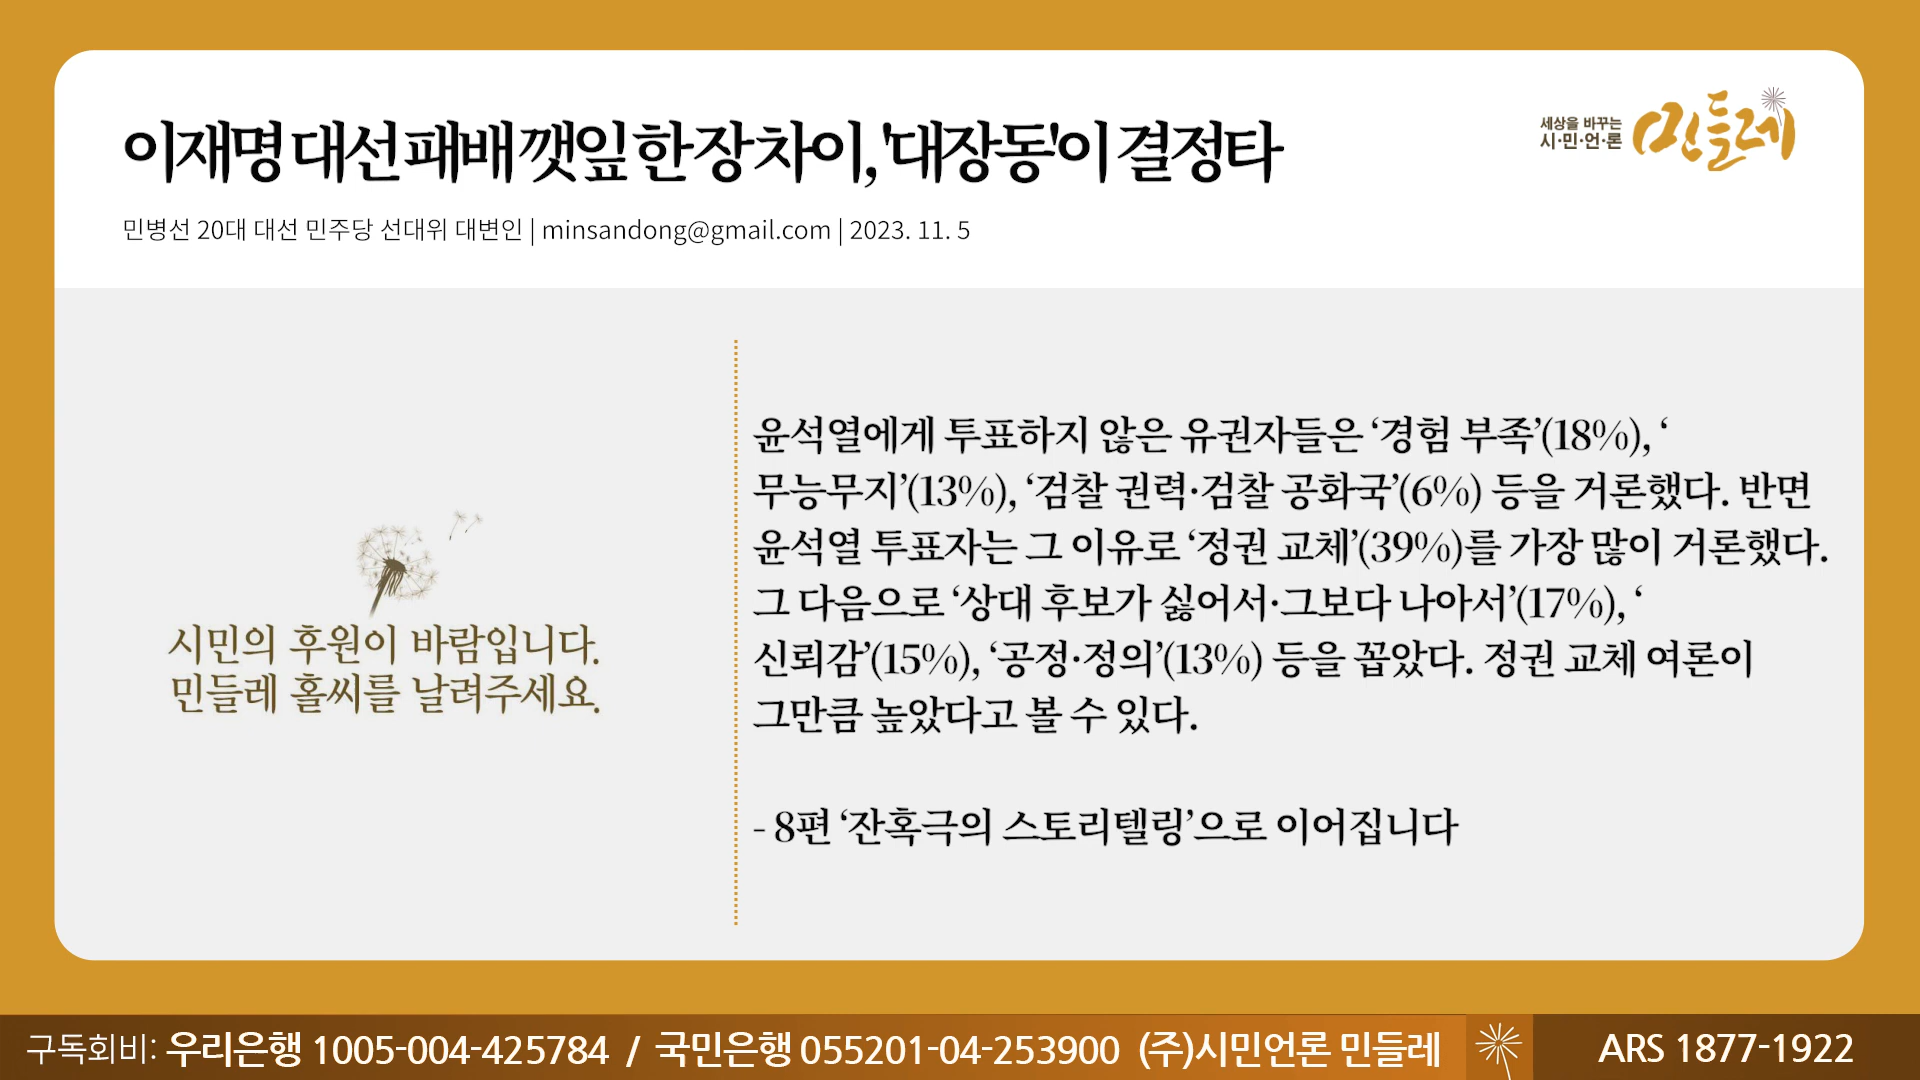 이재명 대선 패배 깻잎 한 장 차이, '대장동'이 결정타
세상을 바꾸는
시·민·언·론
민들레
민병선 20대 대선 민주당 선대위 대변인 | minsandong@gmail.com | 2023. 11. 5
시민의 후원이 바람입니다.
민들레 홀씨를 날려주세요.
윤석열에게 투표하지 않은 유권자들은 ‘경험 부족’(18%), ‘
무능무지’(13%), ‘검찰 권력·검찰 공화국’(6%) 등을 거론했다. 반면
윤석열 투표자는 그 이유로 ‘정권 교체’(39%)를 가장 많이 거론했다.
그 다음으로 ‘상대 후보가 싫어서·그보다 나아서’(17%), ‘
신뢰감’(15%), ‘공정·정의’(13%) 등을 꼽았다. 정권 교체 여론이
그만큼 높았다고 볼 수 있다.
- 8편 ‘잔혹극의 스토리텔링’으로 이어집니다
구독회비: 우리은행 1005-004-425784 / 국민은행 055201-04-253900 (주)시민언론 민들레
ARS 1877-1922